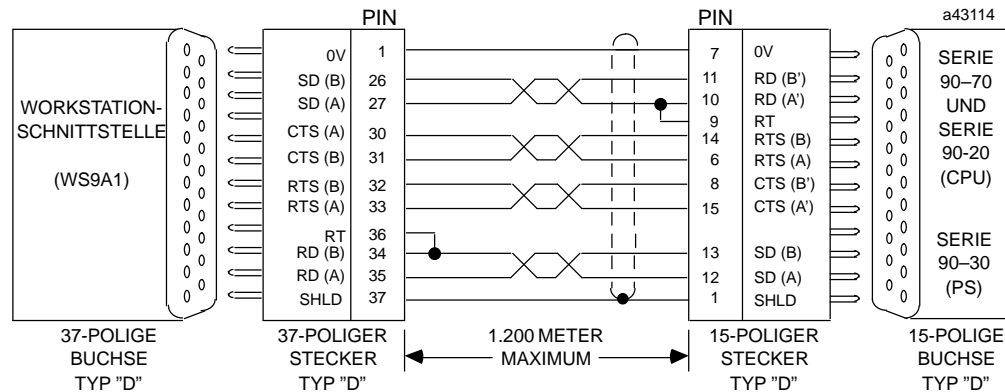 PIN PIN a43114
0V 1 7 0V
SD (B) 26 11 RD (B')
SD (A) 27 10 RD (A')
9 RT
CTS (A) 30 14 RTS (B)
CTS (B) 31 6 RTS (A)
RTS (B) 32 8 CTS (B')
RTS (A) 33 15 CTS (A')
RT 36
RD (B) 34 13 SD (B)
RD (A) 35 12 SD (A)
SHLD 37 1 SHLD
WORKSTATION-
SCHNITTSTELLE
(WS9A1)
SERIE
90–70
UND
SERIE
90-20
(CPU)
SERIE
90–30
(PS)
37-POLIGE
BUCHSE
TYP "D"
37-POLIGER
STECKER
TYP "D"
1.200 METER
MAXIMUM
15-POLIGER
STECKER
TYP "D"
15-POLIGE
BUCHSE
TYP "D"